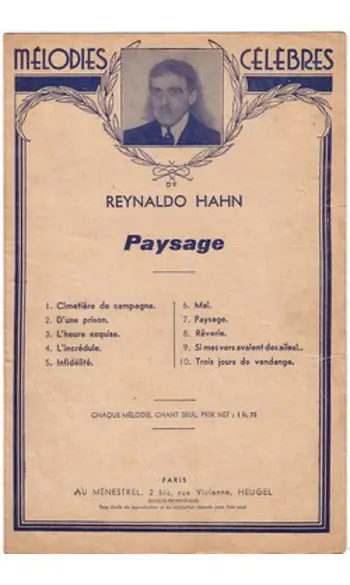 MÉLODIES CÉLÈBRES
DE
REYNALDO HAHN
Paysage
1. Cimetière de campagne.
2. D'une prison.
3. L'heure exquise.
4. L'incrédule.
5. Infidélité.
6. Mai.
7. Paysage.
8. Rêverie.
9. Si mes vers avaient des ailes!..
10. Trois jours de vendange.
CHAQUE MÉLODIE, CHANT SEUL, PRIX NET : 1 fr. 75
PARIS
AU MÉNESTREL, 2 bis, rue Vivienne, HEUGEL